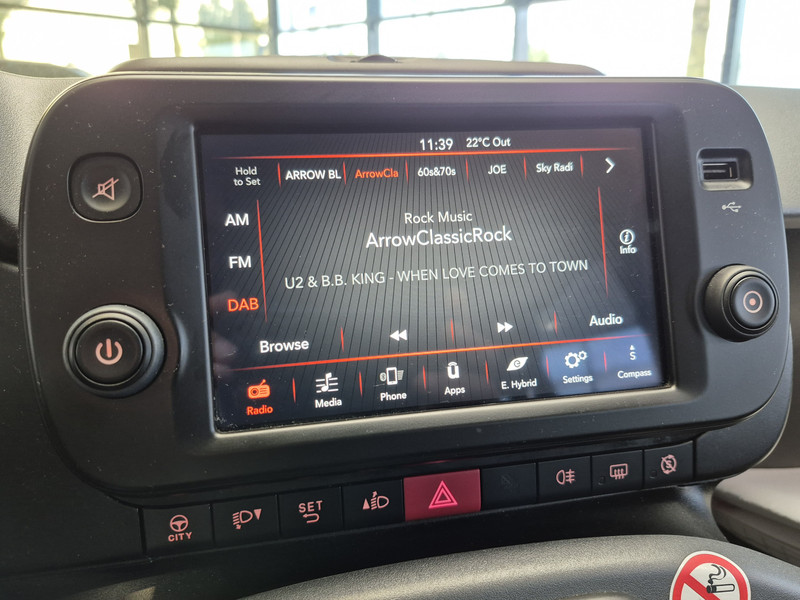 11:39 22°C Out
Hold
to Set
ARROW BL ArrowCla 60s&70s JOE Sky Radi
AM
FM
DAB
Rock Music
ArrowClassicRock
U2 & B.B. KING - WHEN LOVE COMES TO TOWN
Info
Browse
Audio
Radio Media Phone Apps E. Hybrid Settings Compass
S
CITY
SET